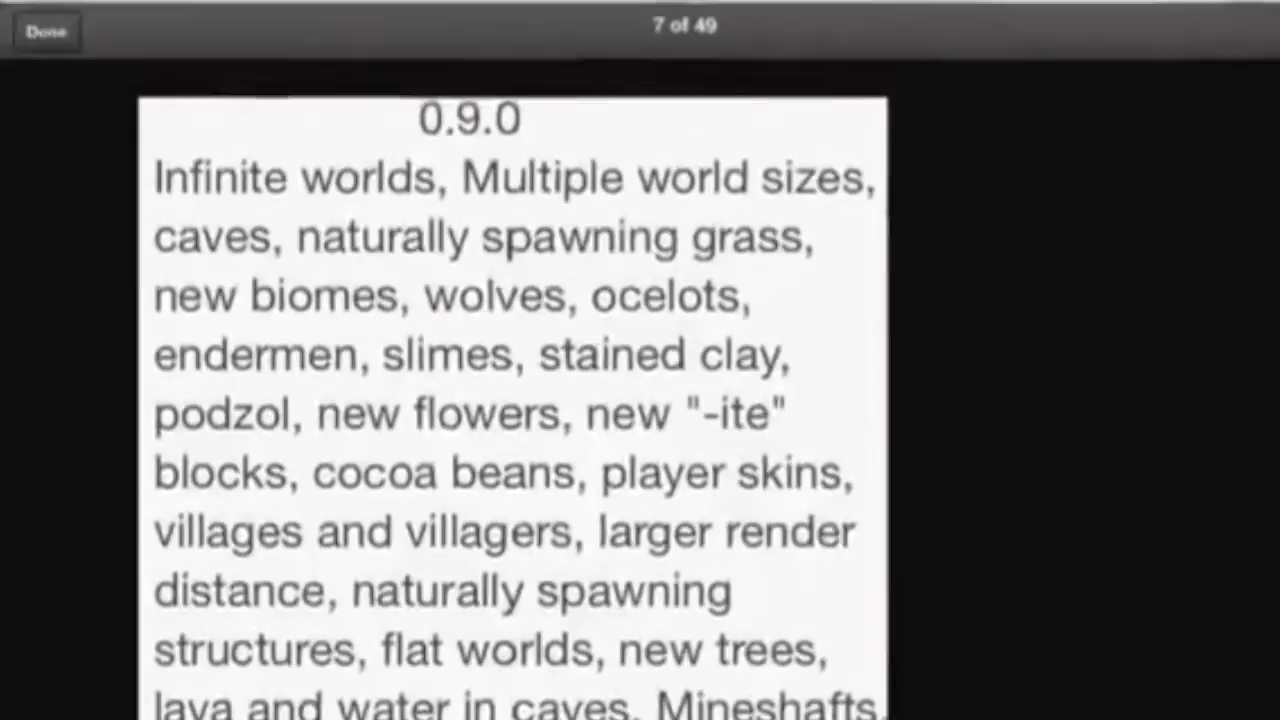 Done
7 of 49
0.9.0
Infinite worlds, Multiple world sizes,
caves, naturally spawning grass,
new biomes, wolves, ocelots,
endermen, slimes, stained clay,
podzol, new flowers, new "-ite"
blocks, cocoa beans, player skins,
villages and villagers, larger render
distance, naturally spawning
structures, flat worlds, new trees,
lava and water in caves, Mineshafts,